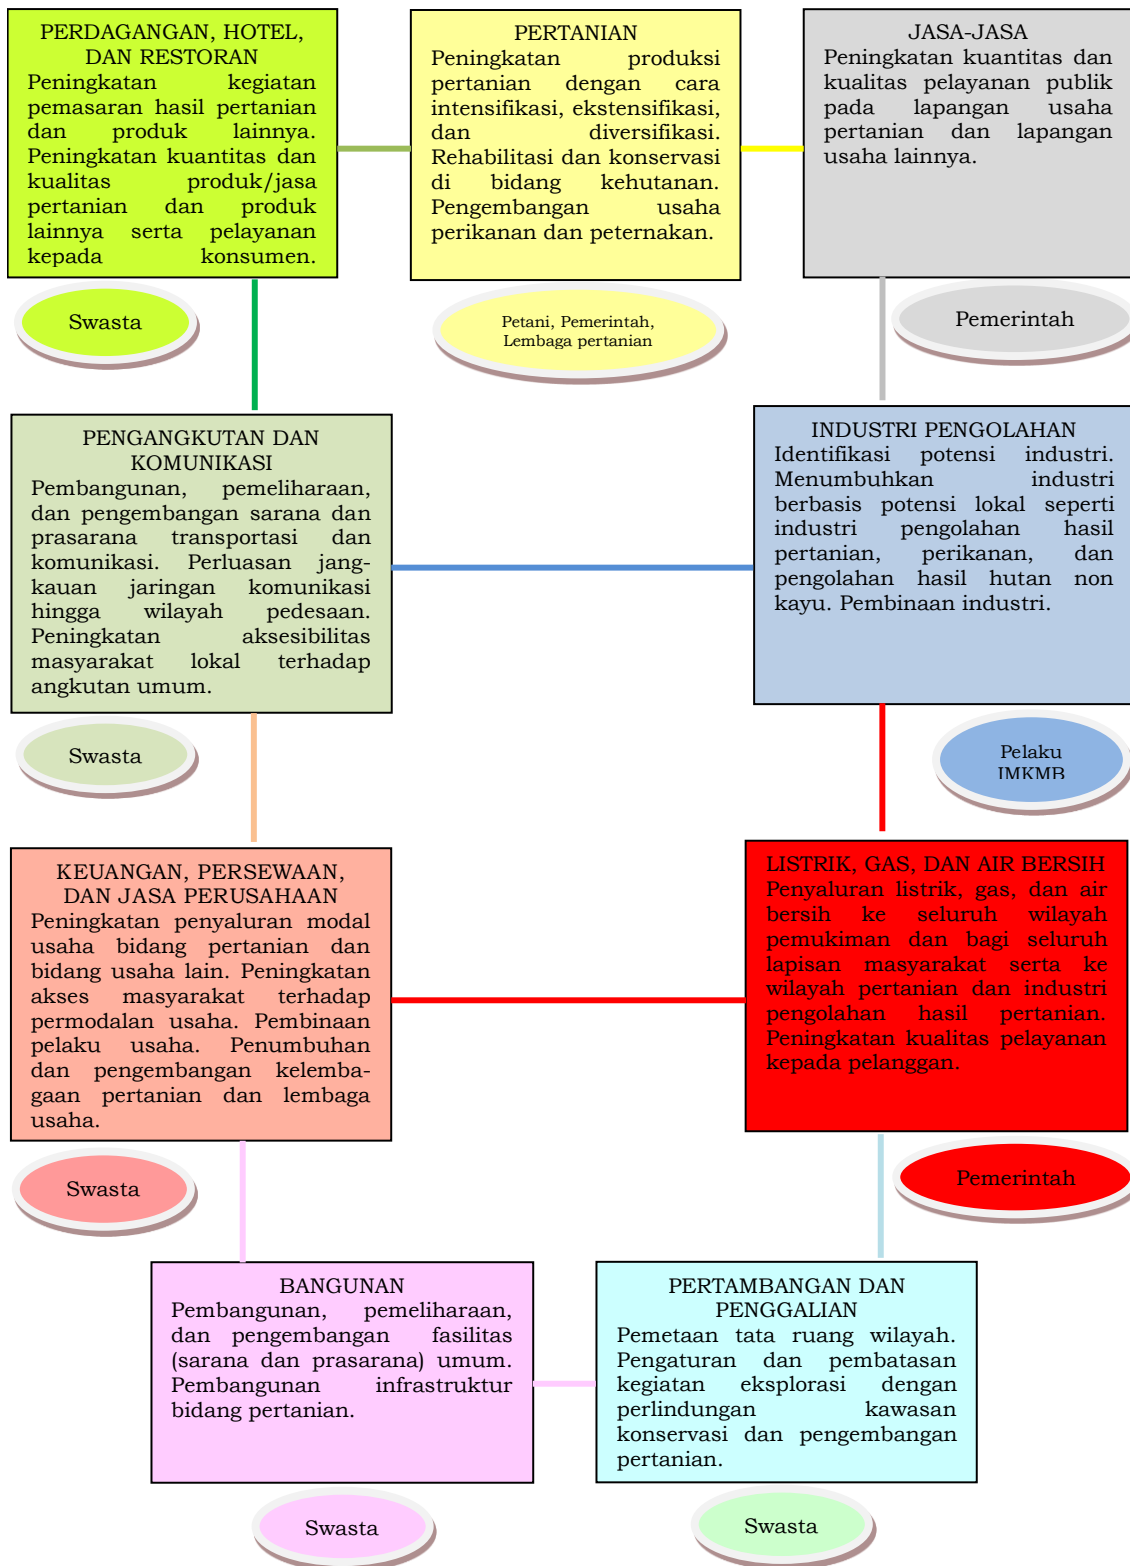 PERDAGANGAN, HOTEL,
DAN RESTORAN
Peningkatan kegiatan
pemasaran hasil pertanian
dan produk lainnya.
Peningkatan kuantitas dan
kualitas produk/jasa
pertanian dan produk
lainnya serta pelayanan
kepada konsumen.
Swasta
PERTANIAN
Peningkatan produksi
pertanian dengan cara
intensifikasi, ekstensifikasi,
dan diversifikasi.
Rehabilitasi dan konservasi
di bidang kehutanan.
Pengembangan usaha
perikanan dan peternakan.
Petani, Pemerintah,
Lembaga pertanian
JASA-JASA
Peningkatan kuantitas dan
kualitas pelayanan publik
pada lapangan usaha
pertanian dan lapangan
usaha lainnya.
Pemerintah
PENGANGKUTAN DAN
KOMUNIKASI
Pembangunan, pemeliharaan,
dan pengembangan sarana dan
prasarana transportasi dan
komunikasi. Perluasan jang-
kauan jaringan komunikasi
hingga wilayah pedesaan.
Peningkatan aksesibilitas
masyarakat lokal terhadap
angkutan umum.
Swasta
INDUSTRI PENGOLAHAN
Identifikasi potensi industri.
Menumbuhkan industri
berbasis potensi lokal seperti
industri pengolahan hasil
pertanian, perikanan, dan
pengolahan hasil hutan non
kayu. Pembinaan industri.
Pelaku
IMKMB
KEUANGAN, PERSEWAAN,
DAN JASA PERUSAHAAN
Peningkatan penyaluran modal
usaha bidang pertanian dan
bidang usaha lain. Peningkatan
akses masyarakat terhadap
permodalan usaha. Pembinaan
pelaku usaha. Penumbuhan
dan pengembangan kelemba-
gaan pertanian dan lembaga
usaha.
Swasta
LISTRIK, GAS, DAN AIR BERSIH
Penyaluran listrik, gas, dan air
bersih ke seluruh wilayah
pemukiman dan bagi seluruh
lapisan masyarakat serta ke
wilayah pertanian dan industri
pengolahan hasil pertanian.
Peningkatan kualitas pelayanan
kepada pelanggan.
Pemerintah
BANGUNAN
Pembangunan, pemeliharaan,
dan pengembangan fasilitas
(sarana dan prasarana) umum.
Pembangunan infrastruktur
bidang pertanian.
Swasta
PERTAMBANGAN DAN
PENGGALIAN
Pemetaan tata ruang wilayah.
Pengaturan dan pembatasan
kegiatan eksplorasi dengan
perlindungan kawasan
konservasi dan pengembangan
pertanian.
Swasta